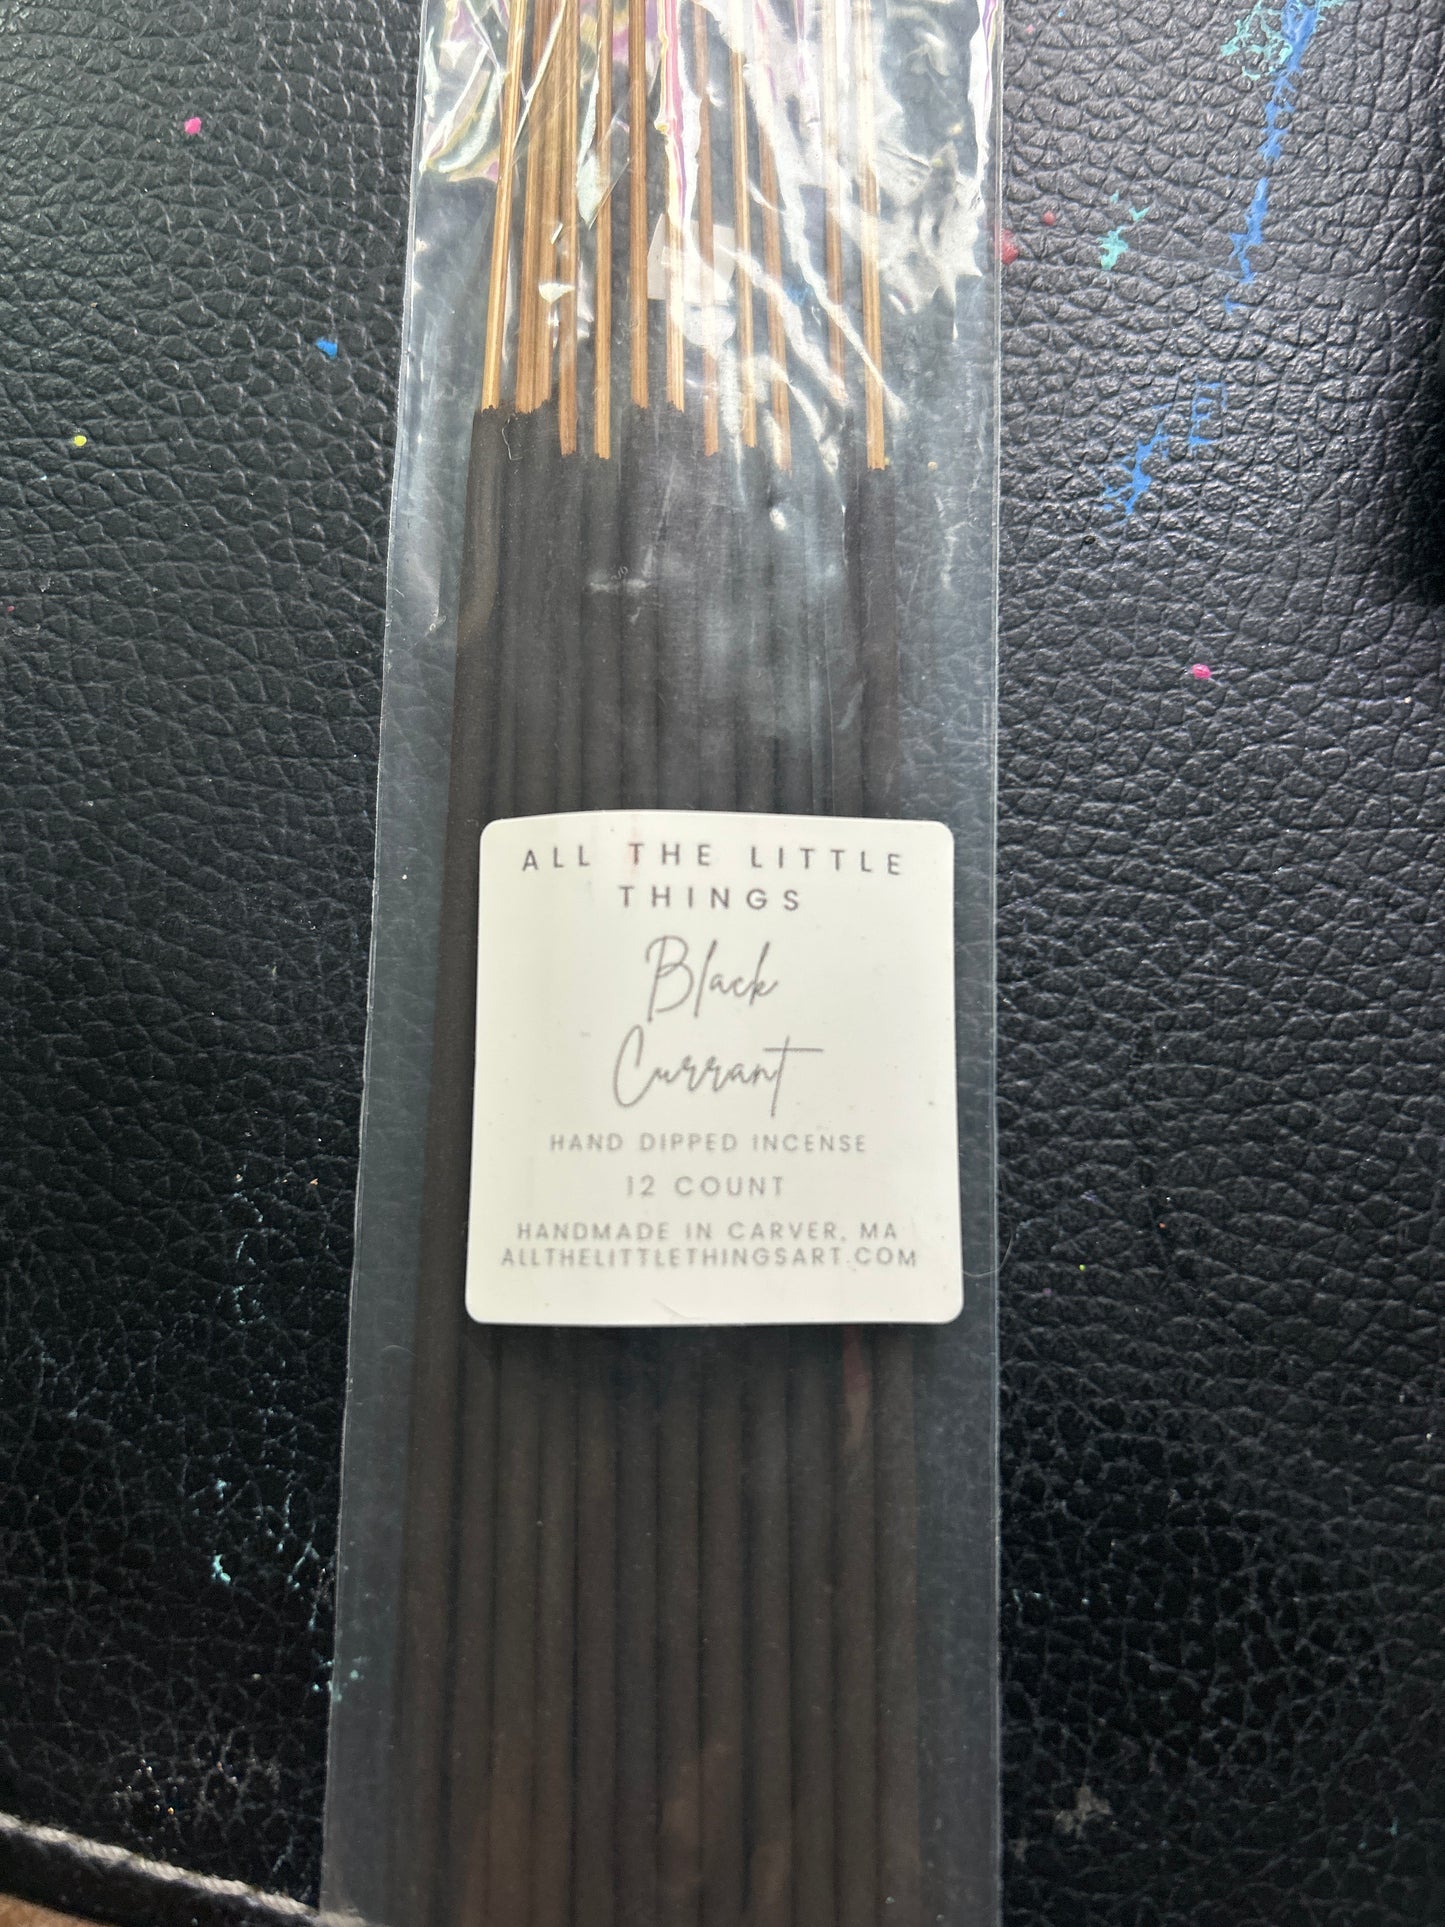 ALL THE LITTLE
THINGS
Black
Currant
HAND DIPPED INCENSE
12 COUNT
HANDMADE IN CARVER, MA
ALLTHELITTLETHINGSART.COM